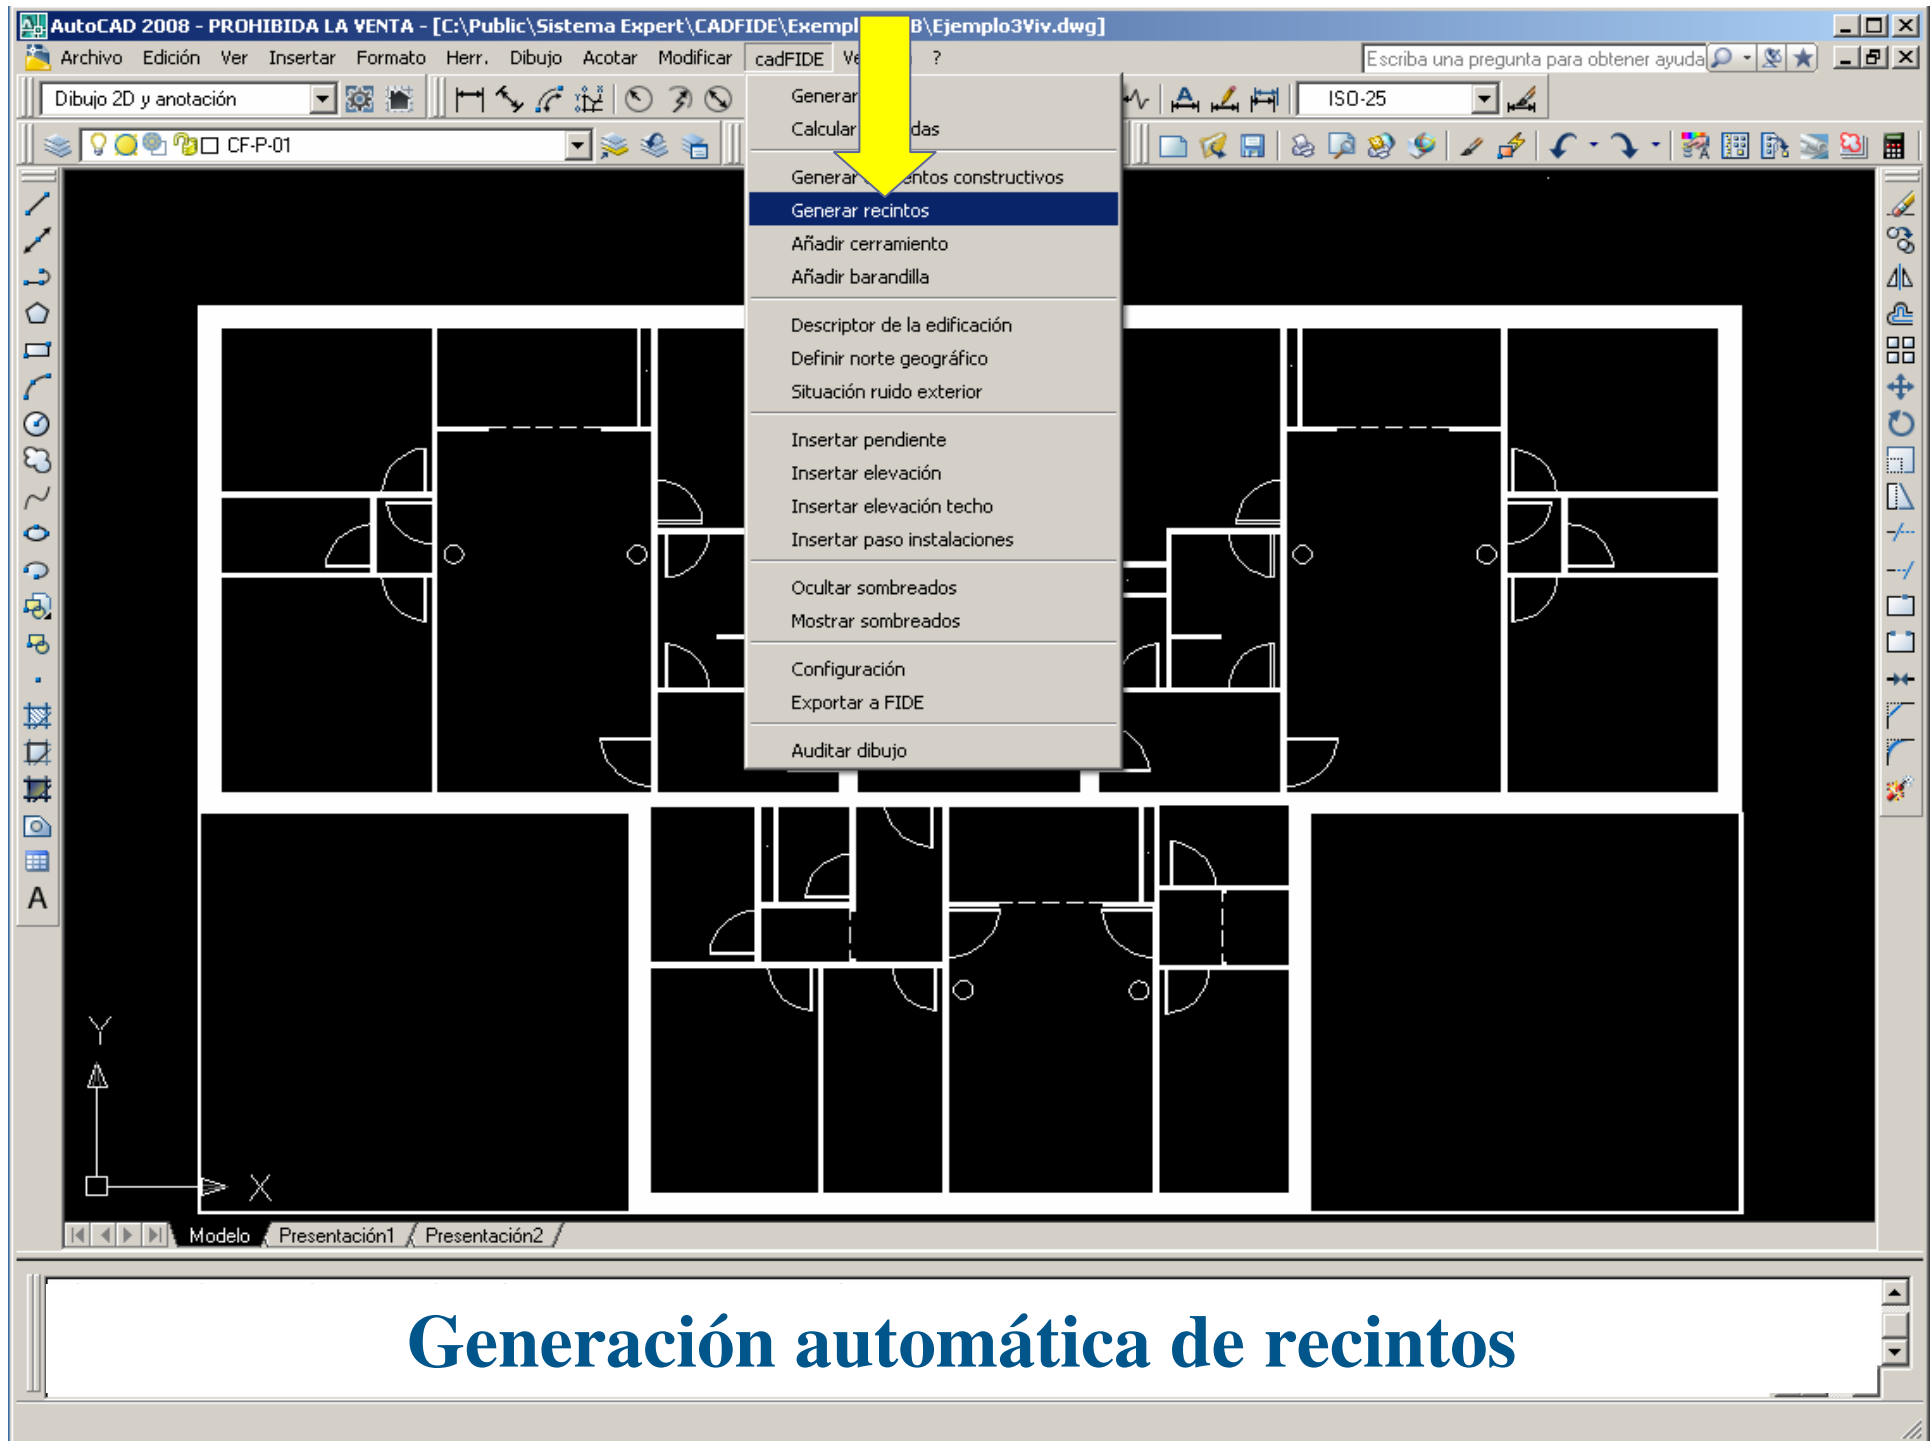 AutoCAD 2008 - PROHIBIDA LA VENTA - [C:\Public\Sistema Expert\CADFIDE\Exempl B\Ejemplo3Viv.dwg]
Archivo Edición Ver Insertar Formato Herr. Dibujo Acotar Modificar cadFIDE ?
Escriba una pregunta para obtener ayuda
Dibujo 2D y anotación
ISO-25
CF-P-01
Generar
Calcular das
Generar entos constructivos
Generar recintos
Añadir cerramiento
Añadir barandilla
Descriptor de la edificación
Definir norte geográfico
Situación ruido exterior
Insertar pendiente
Insertar elevación
Insertar elevación techo
Insertar paso instalaciones
Ocultar sombreados
Mostrar sombreados
Configuración
Exportar a FIDE
Auditar dibujo
A
Y
X
Modelo Presentación1 Presentación2
Generación automática de recintos